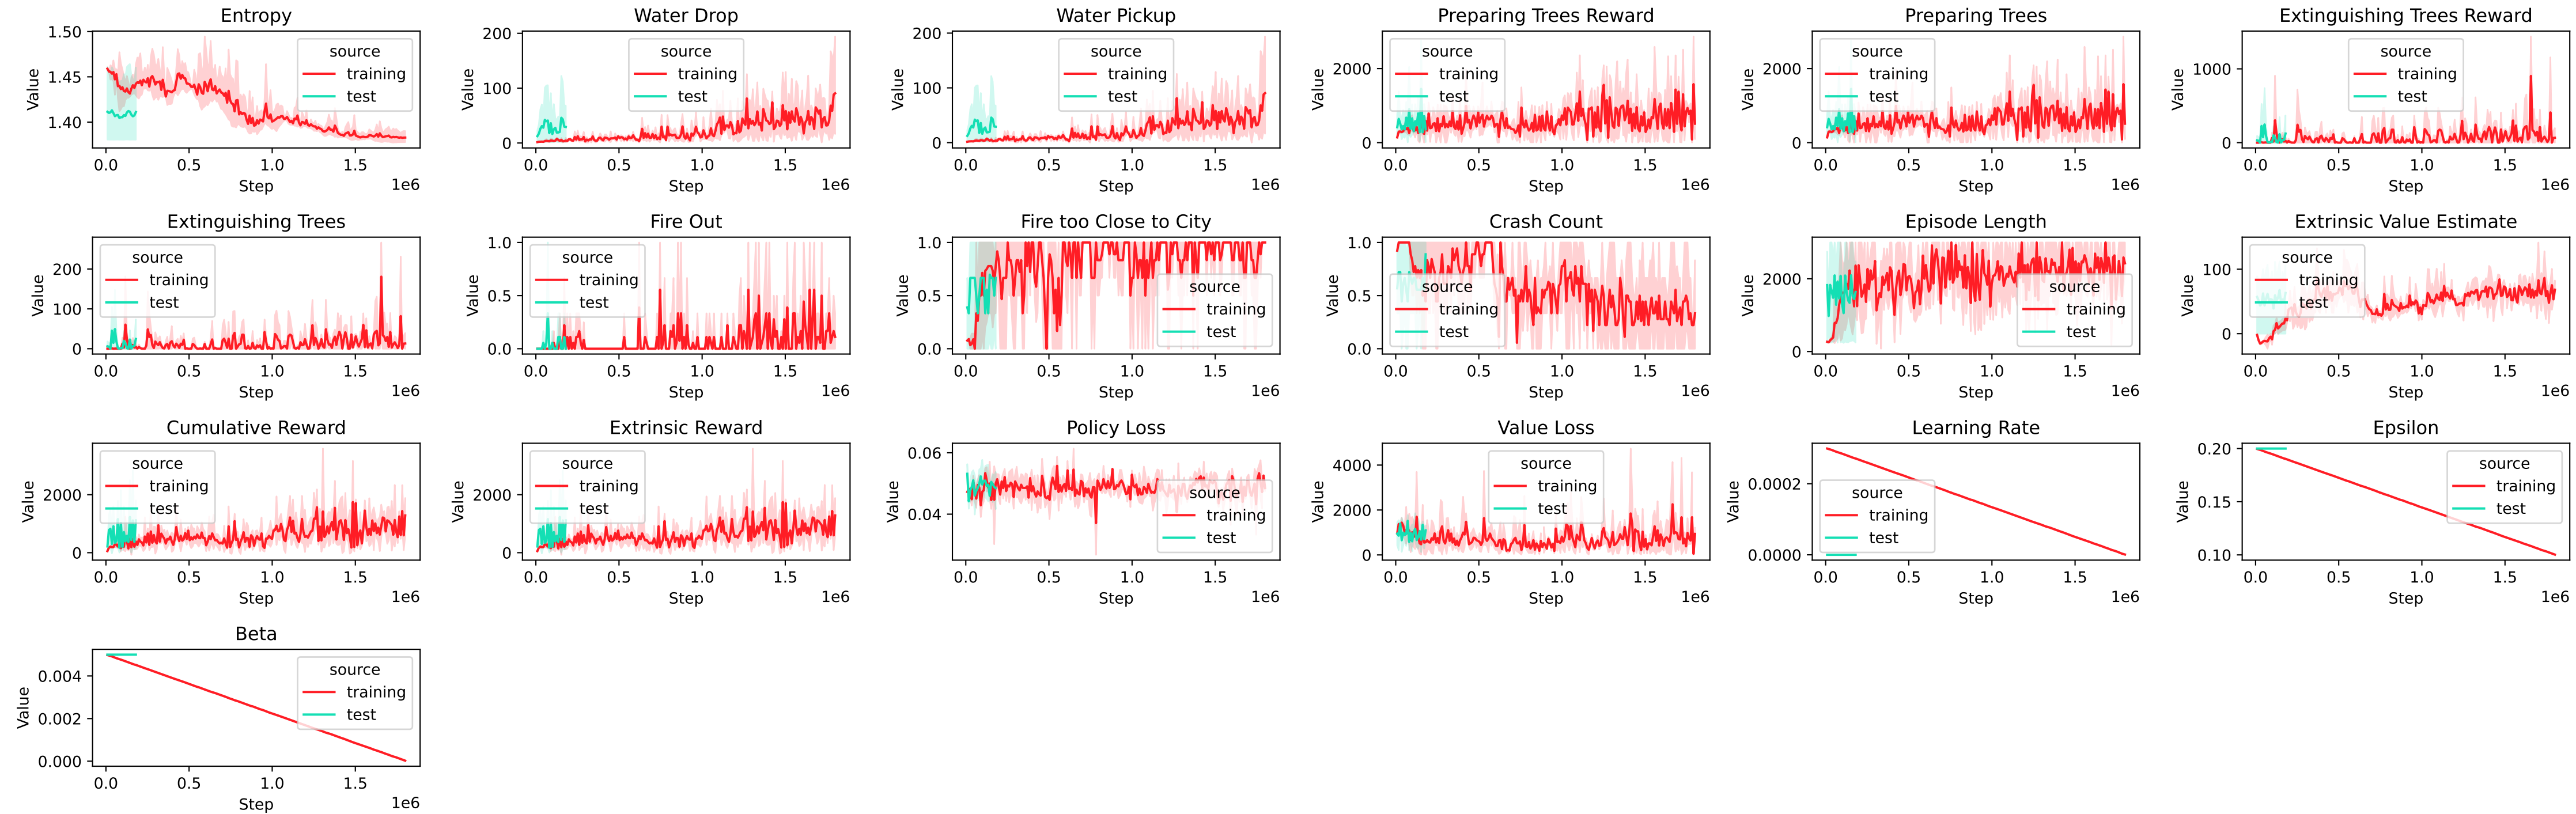 Entropy
Value
1.50
1.45
1.40
source
training
test
0.0 0.5 1.0 1.5
Step
1e6
Water Drop
Value
200
100
0
source
training
test
0.0 0.5 1.0 1.5
Step
1e6
Water Pickup
Value
200
100
0
source
training
test
0.0 0.5 1.0 1.5
Step
1e6
Preparing Trees Reward
Value
2000
0
source
training
test
0.0 0.5 1.0 1.5
Step
1e6
Preparing Trees
Value
2000
0
source
training
test
0.0 0.5 1.0 1.5
Step
1e6
Extinguishing Trees Reward
Value
1000
0
source
training
test
0.0 0.5 1.0 1.5
Step
1e6
Extinguishing Trees
Value
200
100
0
source
training
test
0.0 0.5 1.0 1.5
Step
1e6
Fire Out
Value
1.0
0.5
0.0
source
training
test
0.0 0.5 1.0 1.5
Step
1e6
Fire too Close to City
Value
1.0
0.5
0.0
source
training
test
0.0 0.5 1.0 1.5
Step
1e6
Crash Count
Value
1.0
0.5
0.0
source
training
test
0.0 0.5 1.0 1.5
Step
1e6
Episode Length
Value
2000
0
source
training
test
0.0 0.5 1.0 1.5
Step
1e6
Extrinsic Value Estimate
Value
100
0
source
training
test
0.0 0.5 1.0 1.5
Step
1e6
Cumulative Reward
Value
2000
0
source
training
test
0.0 0.5 1.0 1.5
Step
1e6
Extrinsic Reward
Value
2000
0
source
training
test
0.0 0.5 1.0 1.5
Step
1e6
Policy Loss
Value
0.06
0.04
source
training
test
0.0 0.5 1.0 1.5
Step
1e6
Value Loss
Value
4000
2000
0
source
training
test
0.0 0.5 1.0 1.5
Step
1e6
Learning Rate
Value
0.0002
0.0000
source
training
test
0.0 0.5 1.0 1.5
Step
1e6
Epsilon
Value
0.20
0.15
0.10
source
training
test
0.0 0.5 1.0 1.5
Step
1e6
Beta
Value
0.004
0.002
0.000
source
training
test
0.0 0.5 1.0 1.5
Step
1e6